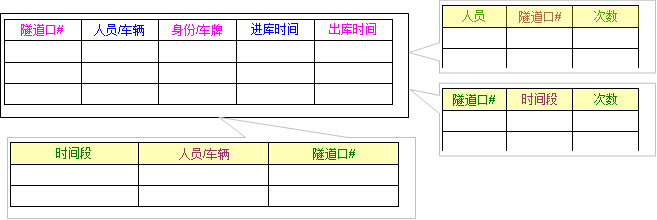 隧道口# 人员/车辆 身份/车牌 进库时间 出库时间
人员 隧道口# 次数
隧道口# 时间段 次数
时间段 人员/车辆 隧道口#